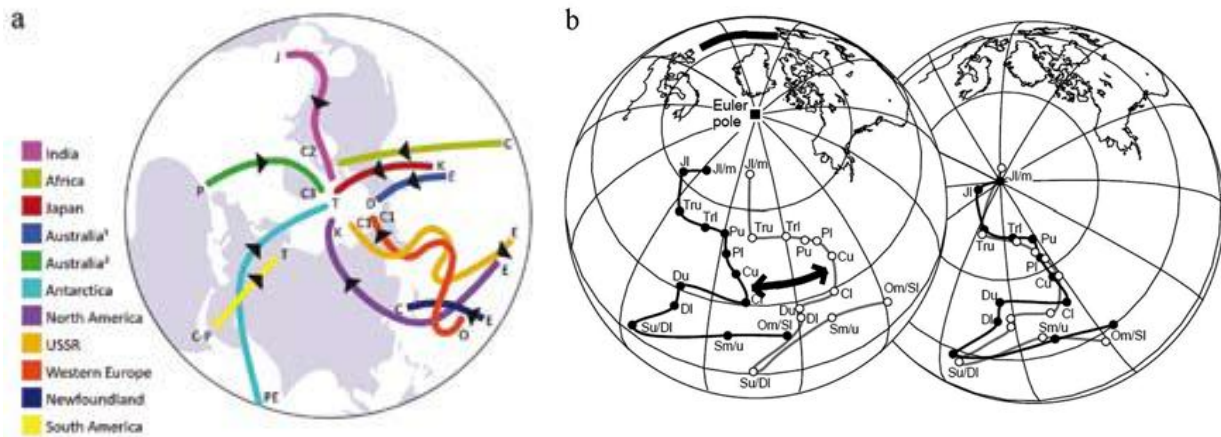 a
India
Africa
Japan
Australia¹
Australia²
Antarctica
North America
USSR
Western Europe
Newfoundland
South America
J
C2
C
P
C3
K
E
T
D
C1
C1
K
E
T
E
C
E
C-P
D
PE
b
Euler
pole
Jl
Jl/m
Jl/m
Tru
Trl
Pu
Tru
Trl
Pl
Pl
Pu
Cu
Cu
Du
Cl
Cl
Dl
Du
Dl
Om/Sl
Su/Dl
Om/Sl
Sm/u
Sm/u
Su/Dl
Jl/m
Jl
Tru
Trl
Pu
Pl
Cu
Du
Cl
Dl
Sm/u
Om/Sl
Su/Dl